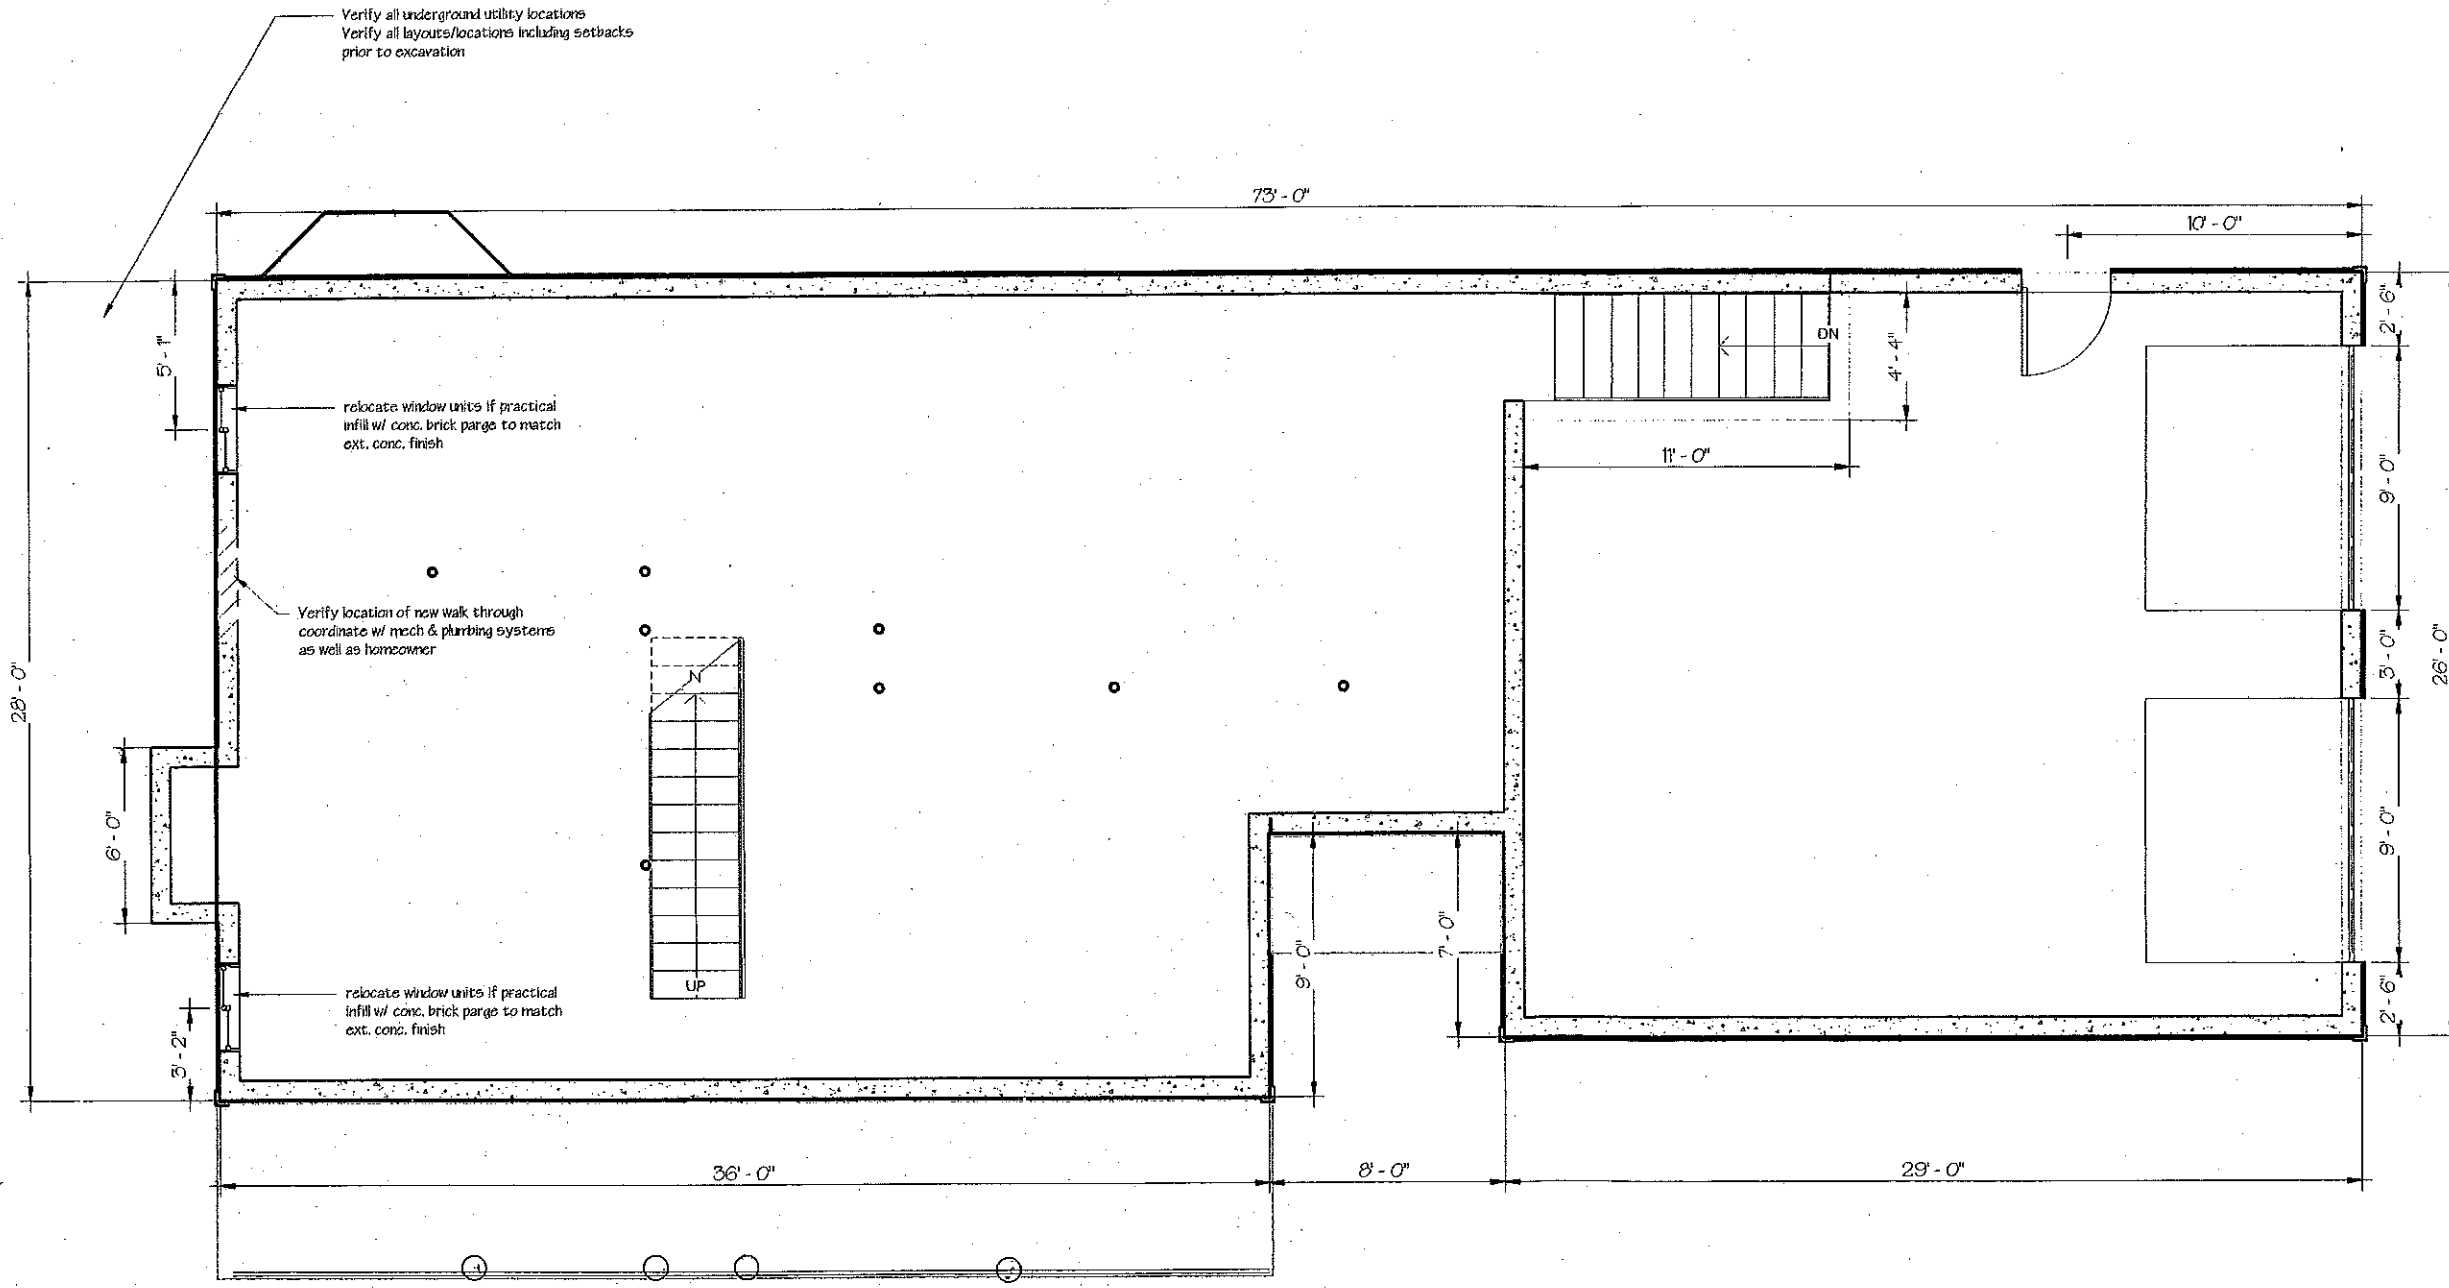 Verify all underground utility locations
Verify all layouts/locations including setbacks
prior to excavation
73'-0"
10'-0"
2'-6"
5'-1"
DN
4'-4"
relocate window units if practical
infill w/ conc. brick parge to match
ext. conc. finish
11'-0"
9'-0"
Verify location of new walk through
coordinate w/ mech & plumbing systems
as well as homeowner
28'-0"
N
3'-0"
26'-0"
6'-0"
9'-0"
7'-0"
9'-0"
UP
relocate window units if practical
infill w/ conc. brick parge to match
ext. conc. finish
2'-6"
3'-2"
36'-0"
8'-0"
29'-0"